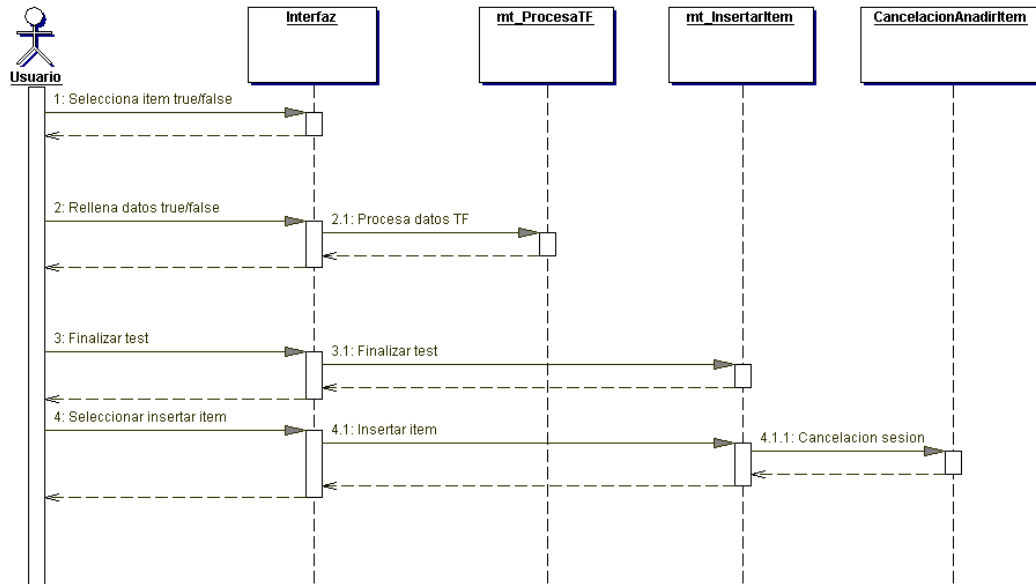 Interfaz
mt_ProcesaTF
mt_InsertarItem
CancelacionAnadirItem
Usuario
1: Selecciona item true/false
2: Rellena datos true/false
2.1: Procesa datos TF
3: Finalizar test
3.1: Finalizar test
4: Seleccionar insertar item
4.1: Insertar item
4.1.1: Cancelacion sesion